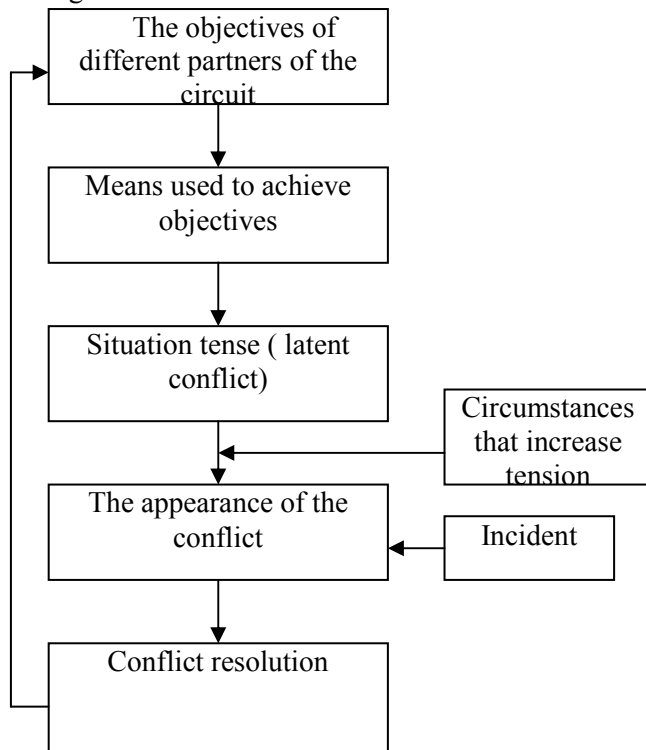 The objectives of
different partners of the
circuit
Means used to achieve
objectives
Situation tense ( latent
conflict)
Circumstances
that increase
tension
The appearance of the
conflict
Incident
Conflict resolution